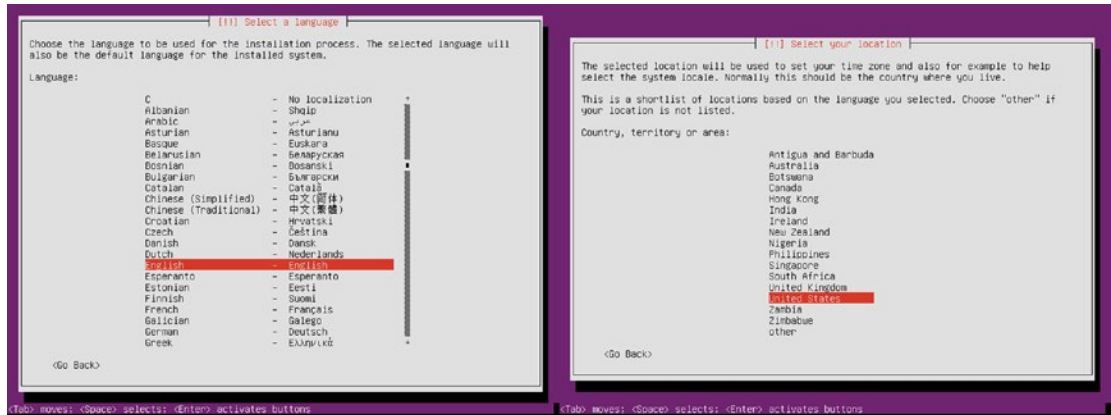 [!!] Select a language
Choose the language to be used for the installation process. The selected language will
also be the default language for the installed system.
Language:
C - No localization
Albanian - Shqip
Arabic - عربي
Asturian - Asturianu
Basque - Euskara
Belarusian - Беларуская
Bosnian - Bosanski
Bulgarian - Български
Catalan - Català
Chinese (Simplified) - 中文(简体)
Chinese (Traditional) - 中文(繁體)
Croatian - Hrvatski
Czech - Čeština
Danish - Dansk
Dutch - Nederlands
English - English
Esperanto - Esperanto
Estonian - Eesti
Finnish - Suomi
French - Français
Galician - Galego
German - Deutsch
Greek - Ελληνικά
<Go Back>
<Tab> moves; <Space> selects; <Enter> activates buttons
[!!] Select your location
The selected location will be used to set your time zone and also for example to help
select the system locale. Normally this should be the country where you live.
This is a shortlist of locations based on the language you selected. Choose "other" if
your location is not listed.
Country, territory or area:
Antigua and Barbuda
Australia
Botswana
Canada
Hong Kong
India
Ireland
New Zealand
Nigeria
Philippines
Singapore
South Africa
United Kingdom
United States
Zambia
Zimbabwe
other
<Go Back>
<Tab> moves; <Space> selects; <Enter> activates buttons